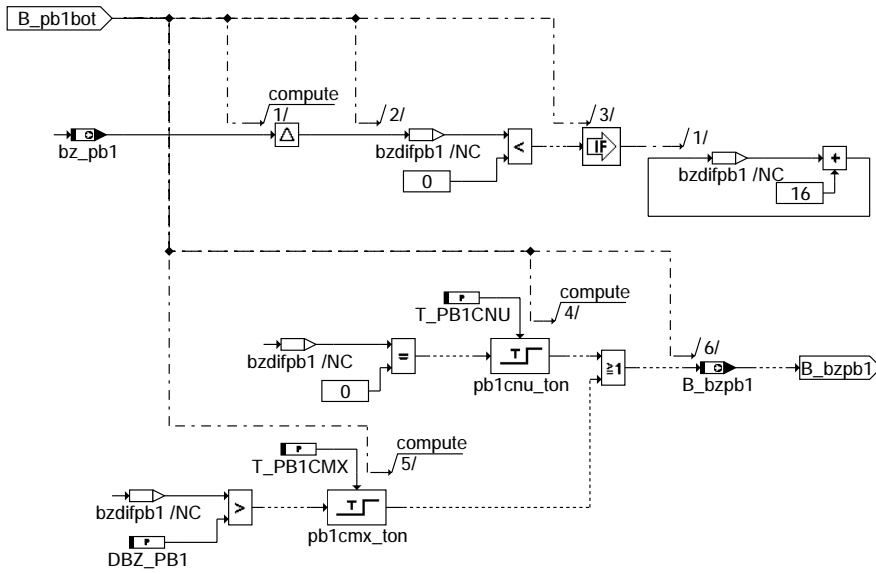 B_pb1bot
compute
1/
2/
3/
1/
bz_pb1
bzdifpb1 /NC
<
IF
bzdifpb1 /NC
+
0
16
compute
4/
P
T_PB1CNU
6/
bzdifpb1 /NC
=
T
≥1
B_bzpb1
B_bzpb1
0
pb1cnu_ton
compute
5/
P
T_PB1CMX
bzdifpb1 /NC
>
T
P
DBZ_PB1
pb1cmx_ton